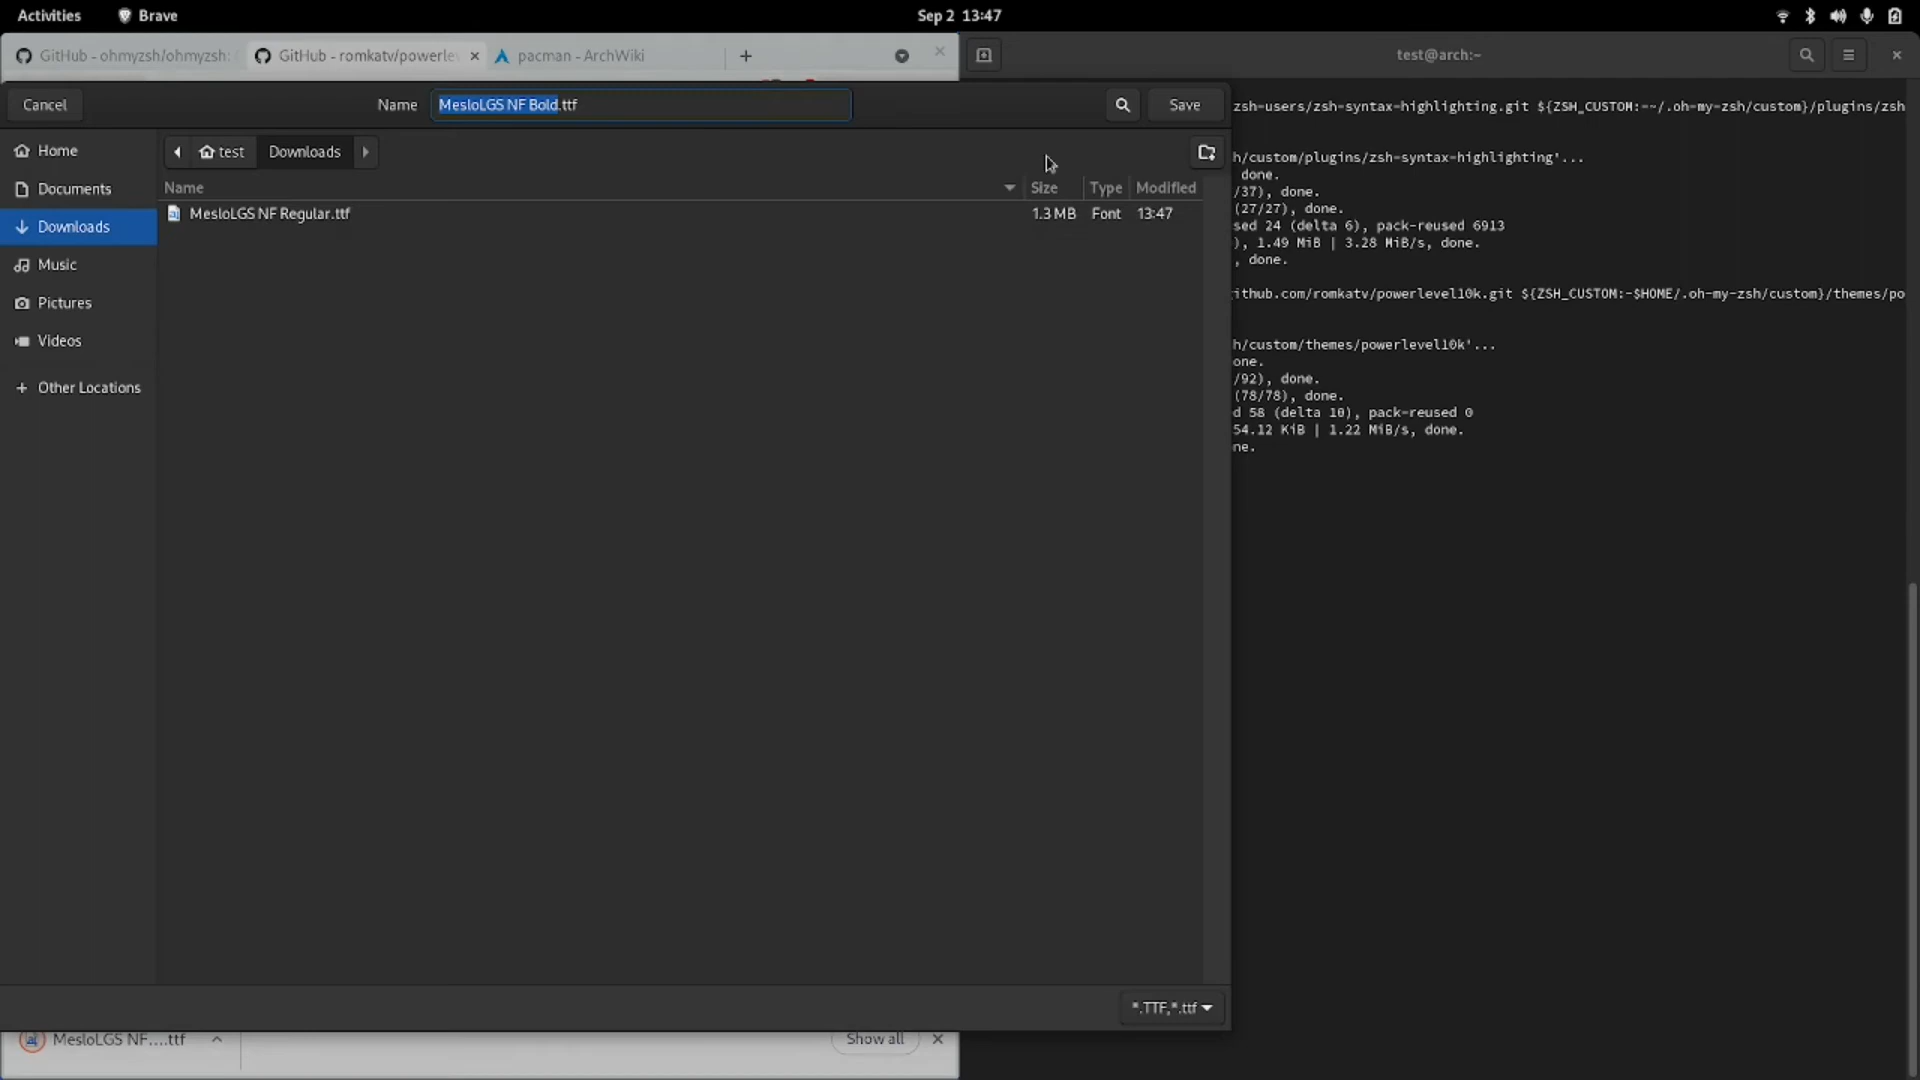 Activities
Brave
Sep 2 13:47
GitHub - ohmyzsh/ohmyzsh:
GitHub - romkatv/powerle
pacman - ArchWiki
test@arch:~
Cancel
Name
MesloLGS NF Bold.ttf
Save
Home
Documents
Downloads
Music
Pictures
Videos
Other Locations
test
Downloads
Name
Size
Type
Modified
MesloLGS NF Regular.ttf
1.3 MB
Font
13:47
*.TTF,*.ttf
MesloLGS NF....ttf
Show all
zsh-users/zsh-syntax-highlighting.git ${ZSH_CUSTOM:-~/.oh-my-zsh/custom}/plugins/zsh
h/custom/plugins/zsh-syntax-highlighting'...
done.
/37), done.
(27/27), done.
sed 24 (delta 6), pack-reused 6913
), 1.49 MiB | 3.28 MiB/s, done.
, done.
ithub.com/romkatv/powerlevel10k.git ${ZSH_CUSTOM:-$HOME/.oh-my-zsh/custom}/themes/po
h/custom/themes/powerlevel10k'...
one.
/92), done.
(78/78), done.
d 58 (delta 10), pack-reused 0
54.12 KiB | 1.22 MiB/s, done.
ne.